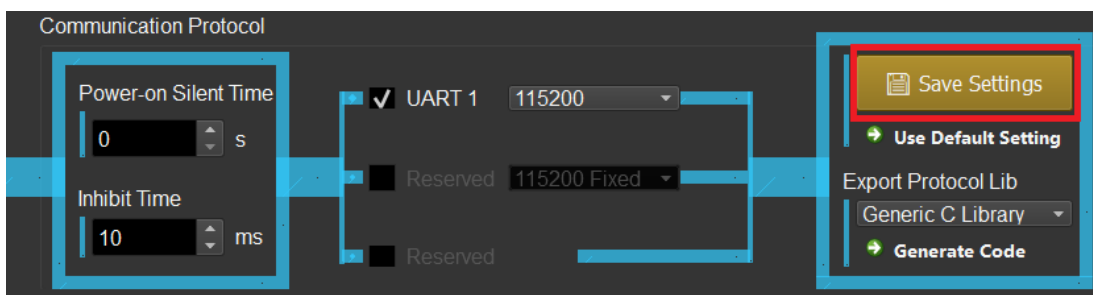 Communication Protocol
Power-on Silent Time
0 s
Inhibit Time
10 ms
UART 1 115200
Reserved 115200 Fixed
Reserved
Save Settings
Use Default Setting
Export Protocol Lib
Generic C Library
Generate Code